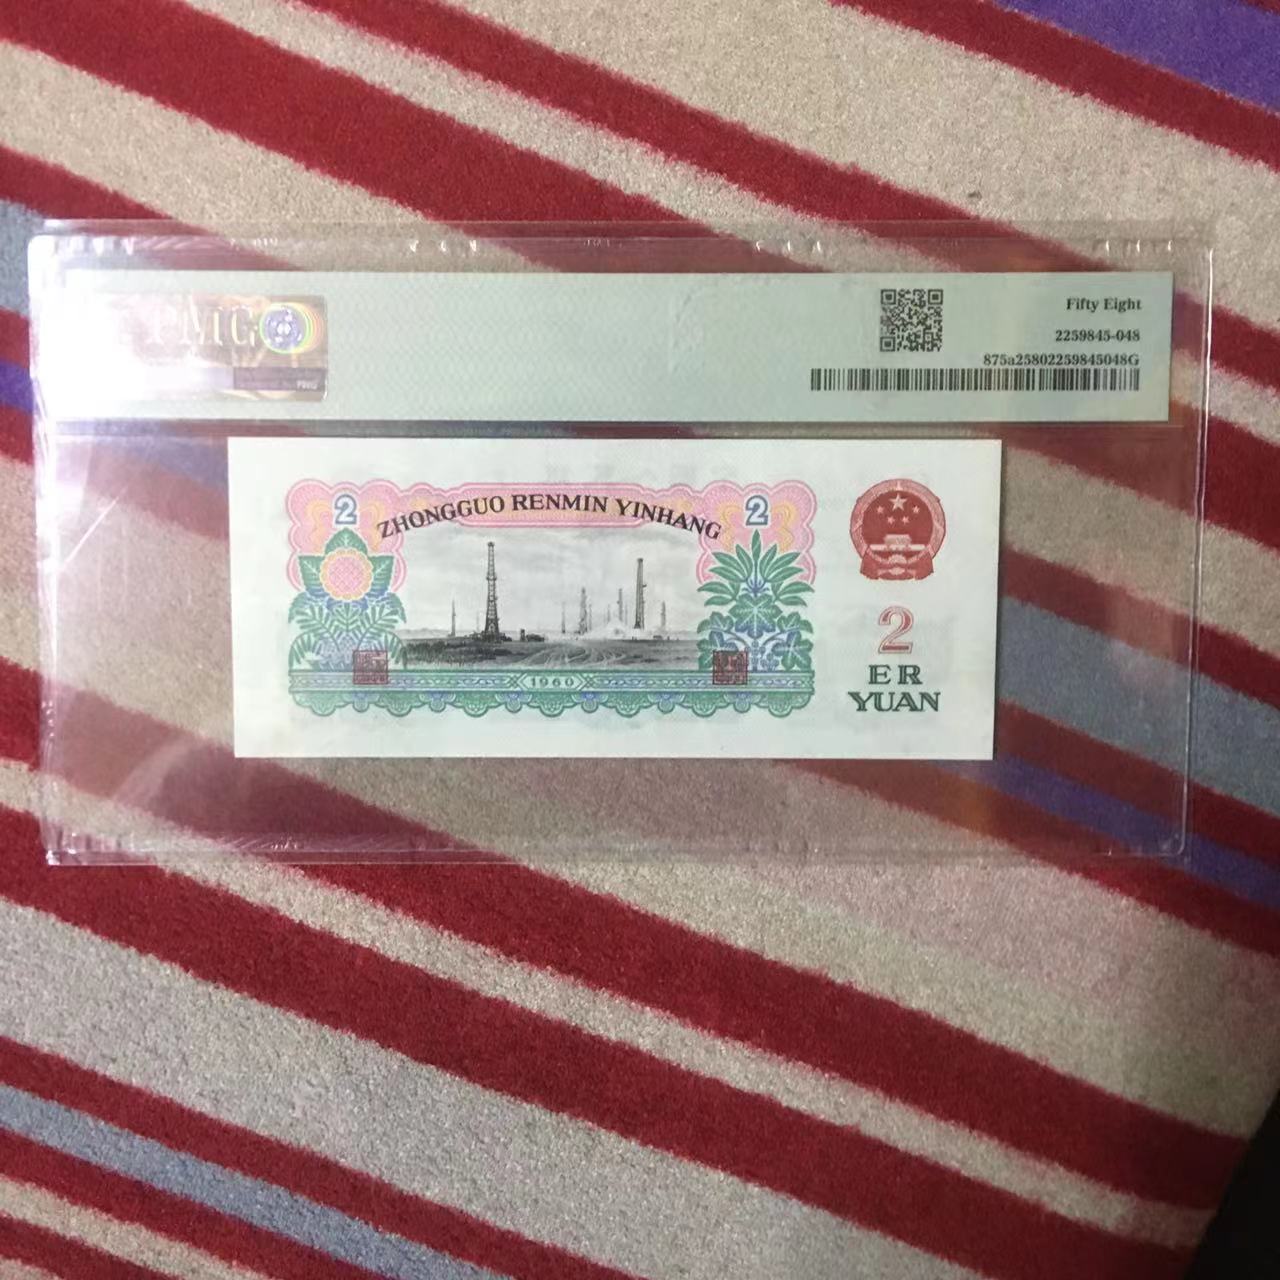 PMG
Fifty Eight
2259845-048
875a25802259845048G
2 2
ZHONGGUO RENMIN YINHANG
1960
2
ER
YUAN